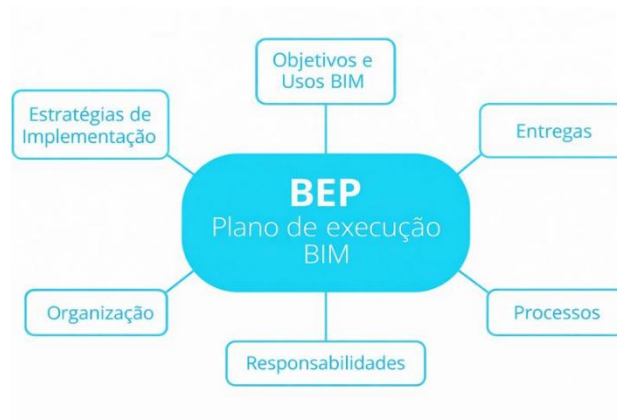 Objetivos e
Usos BIM
Estratégias de
Implementação
Entregas
BEP
Plano de execução
BIM
Organização
Processos
Responsabilidades